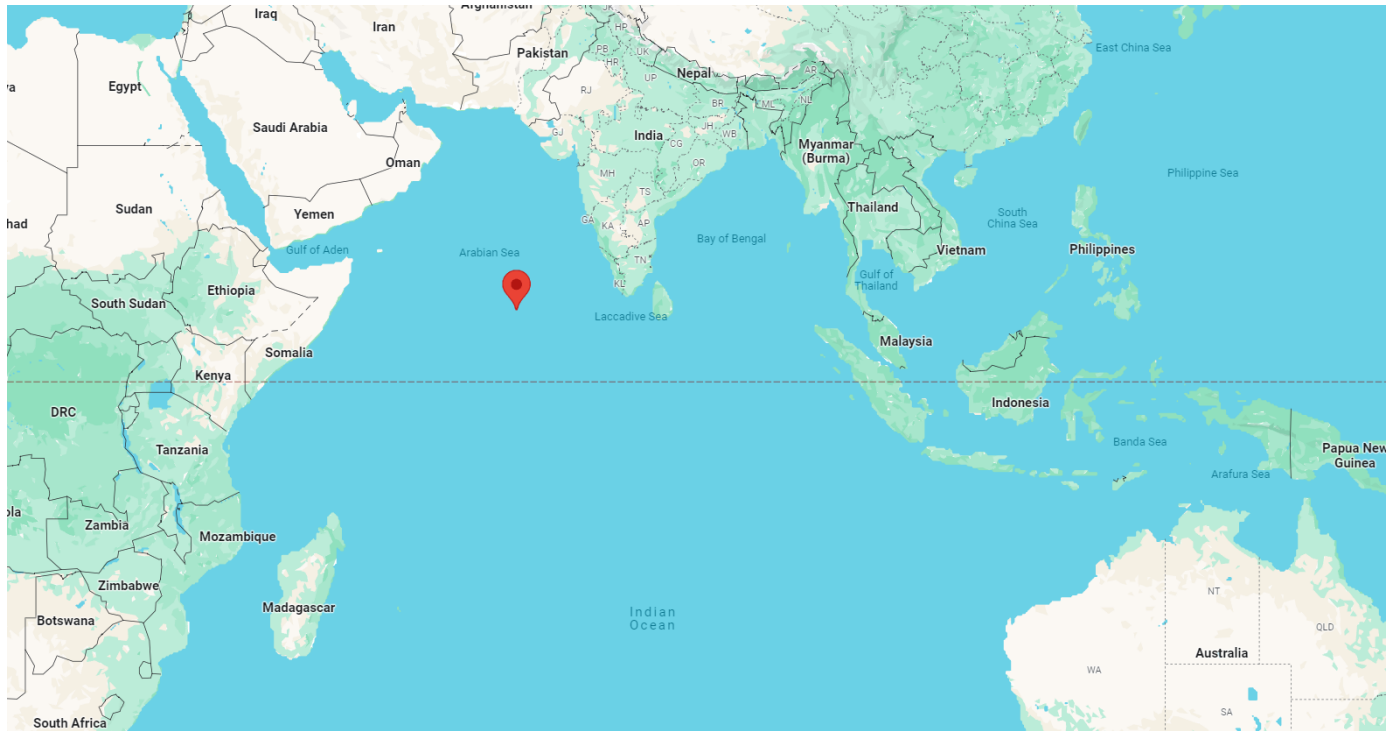 Afghanistan
JK
Iraq
Iran
HP
East China Sea
PB
UK
Pakistan
HR
Nepal
AR
Egypt
UP
RJ
BR
ML
NL
Saudi Arabia
GJ
India
JH
WB
CG
Myanmar
(Burma)
Oman
OR
MH
Philippine Sea
TS
Sudan
Yemen
Thailand
South
China Sea
had
GA
KA
AP
Bay of Bengal
Gulf of Aden
Arabian Sea
Vietnam
Philippines
TN
Gulf of
Thailand
KL
Ethiopia
South Sudan
Laccadive Sea
Malaysia
Somalia
Kenya
Indonesia
DRC
Banda Sea
Tanzania
Papua New
Guinea
Arafura Sea
ola
Zambia
Mozambique
Zimbabwe
Madagascar
Indian
Ocean
Botswana
NT
QLD
Australia
WA
SA
South Africa